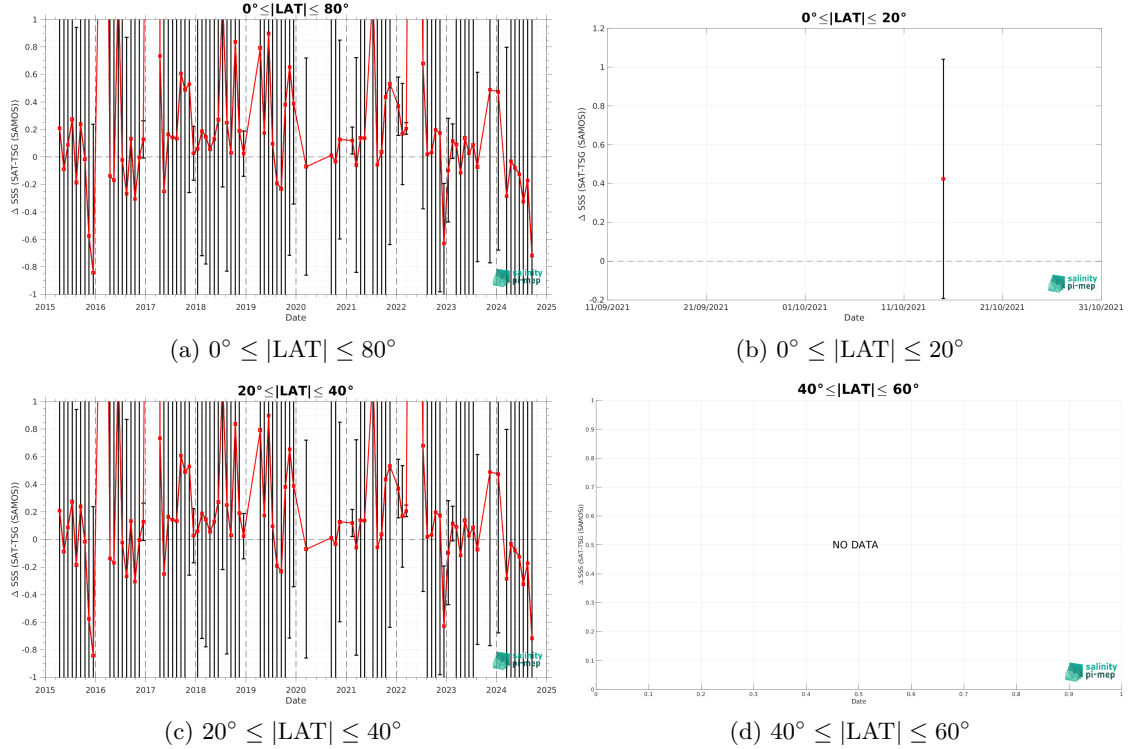 0°≤|LAT|≤ 80°
1
0.8
0.6
0.4
0.2
0
-0.2
-0.4
-0.6
-0.8
-1
Δ SSS (SAT-TSG (SAMOS))
2015 2016 2017 2018 2019 2020 2021 2022 2023 2024 2025
Date
salinity
pi-mep
(a) 0° ≤ |LAT| ≤ 80°
0°≤|LAT|≤ 20°
1.2
1
0.8
0.6
0.4
0.2
0
-0.2
Δ SSS (SAT-TSG (SAMOS))
11/09/2021 21/09/2021 01/10/2021 11/10/2021 21/10/2021 31/10/2021
Date
salinity
pi-mep
(b) 0° ≤ |LAT| ≤ 20°
20°≤|LAT|≤ 40°
1
0.8
0.6
0.4
0.2
0
-0.2
-0.4
-0.6
-0.8
-1
Δ SSS (SAT-TSG (SAMOS))
2015 2016 2017 2018 2019 2020 2021 2022 2023 2024 2025
Date
salinity
pi-mep
(c) 20° ≤ |LAT| ≤ 40°
40°≤|LAT|≤ 60°
1
0.9
0.8
0.7
0.6
0.5
0.4
0.3
0.2
0.1
0
Δ SSS (SAT-TSG (SAMOS))
NO DATA
0 0.1 0.2 0.3 0.4 0.5 0.6 0.7 0.8 0.9 1
Date
salinity
pi-mep
(d) 40° ≤ |LAT| ≤ 60°